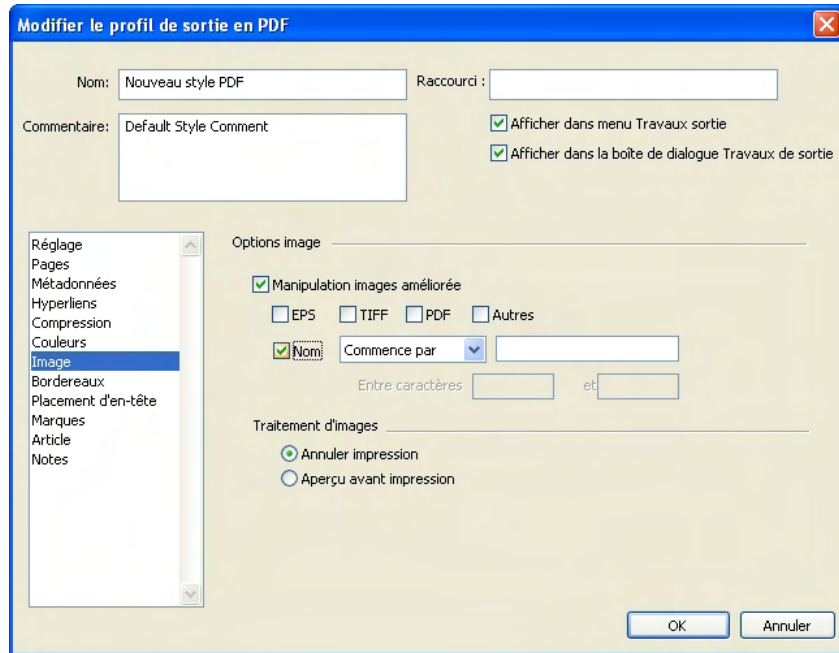 Modifier le profil de sortie en PDF
Nom: Nouveau style PDF Raccourci :
Commentaire: Default Style Comment
Afficher dans menu Travaux sortie
Afficher dans la boîte de dialogue Travaux de sortie
Réglage
Pages
Métadonnées
Hyperliens
Compression
Couleurs
Image
Bordereaux
Placement d'en-tête
Marques
Article
Notes
Options image
Manipulation images améliorée
EPS TIFF PDF Autres
Nom Commence par
Entre caractères et
Traitement d'images
Annuler impression
Aperçu avant impression
OK Annuler